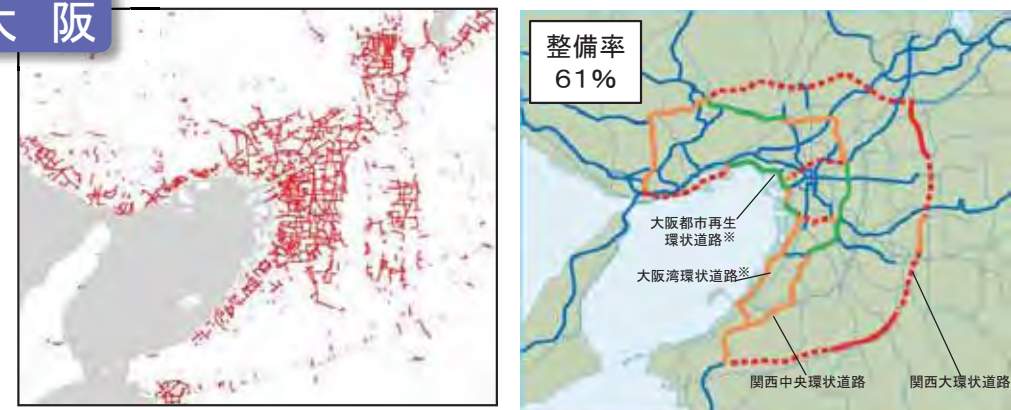 大 阪
整備率
61%
大阪都市再生
環状道路※
大阪湾環状道路※
関西中央環状道路
関西大環状道路